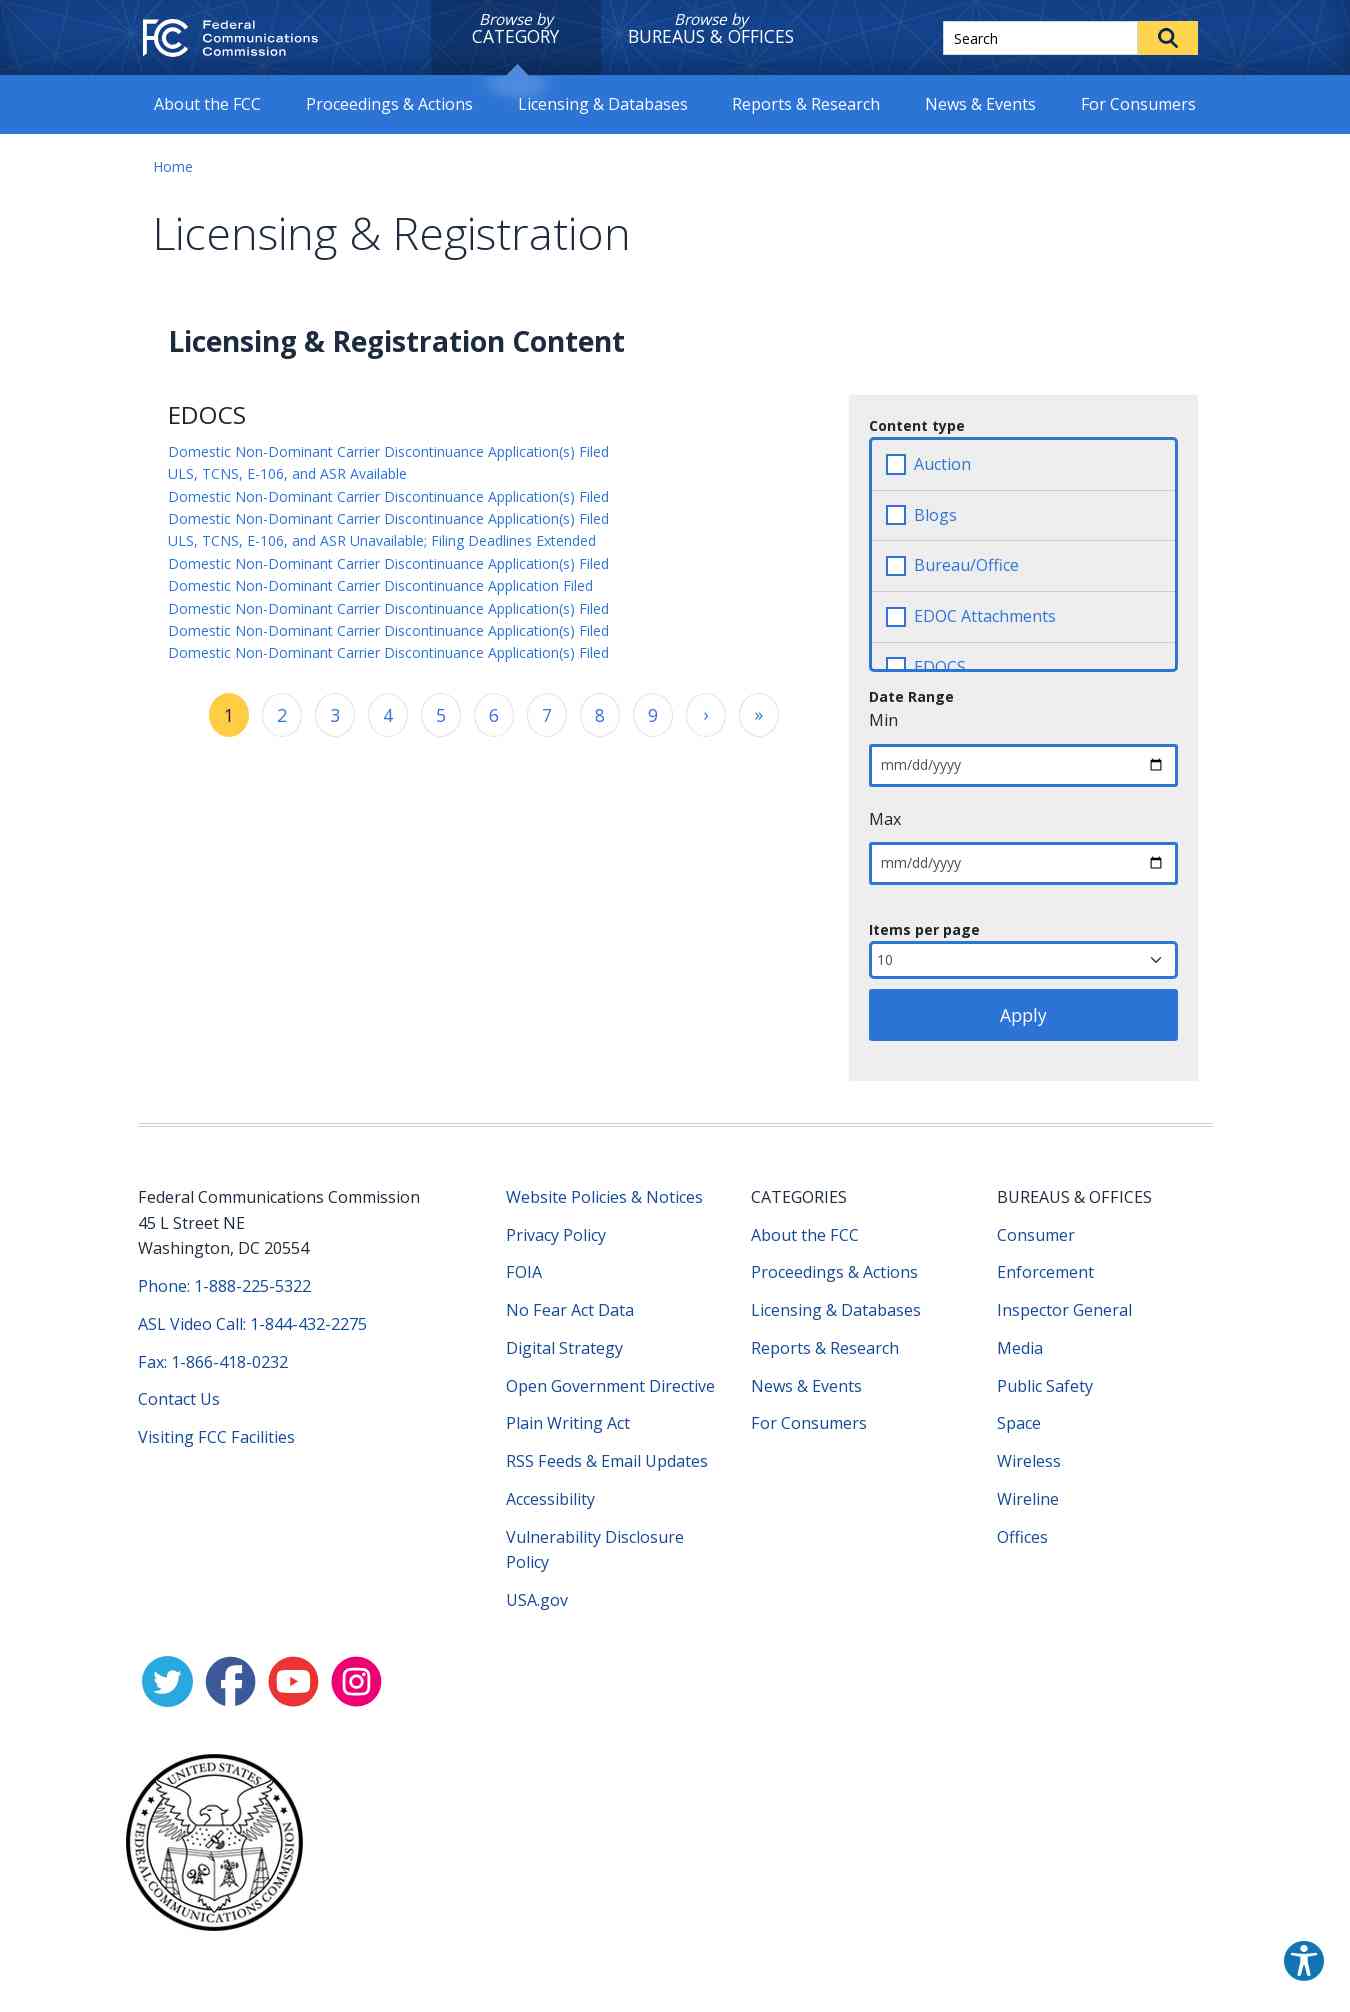 FCC Federal
Communications
Commission
Browse by
CATEGORY
Browse by
BUREAUS & OFFICES
Search
About the FCC
Proceedings & Actions
Licensing & Databases
Reports & Research
News & Events
For Consumers
Home
Licensing & Registration
Licensing & Registration Content
EDOCS
Domestic Non-Dominant Carrier Discontinuance Application(s) Filed
ULS, TCNS, E-106, and ASR Available
Domestic Non-Dominant Carrier Discontinuance Application(s) Filed
Domestic Non-Dominant Carrier Discontinuance Application(s) Filed
ULS, TCNS, E-106, and ASR Unavailable; Filing Deadlines Extended
Domestic Non-Dominant Carrier Discontinuance Application(s) Filed
Domestic Non-Dominant Carrier Discontinuance Application Filed
Domestic Non-Dominant Carrier Discontinuance Application(s) Filed
Domestic Non-Dominant Carrier Discontinuance Application(s) Filed
Domestic Non-Dominant Carrier Discontinuance Application(s) Filed
1 2 3 4 5 6 7 8 9 › »
Content type
Auction
Blogs
Bureau/Office
EDOC Attachments
EDOCS
Date Range
Min
mm/dd/yyyy
Max
mm/dd/yyyy
Items per page
10
Apply
Federal Communications Commission
45 L Street NE
Washington, DC 20554
Phone: 1-888-225-5322
ASL Video Call: 1-844-432-2275
Fax: 1-866-418-0232
Contact Us
Visiting FCC Facilities
Website Policies & Notices
Privacy Policy
FOIA
No Fear Act Data
Digital Strategy
Open Government Directive
Plain Writing Act
RSS Feeds & Email Updates
Accessibility
Vulnerability Disclosure
Policy
USA.gov
CATEGORIES
About the FCC
Proceedings & Actions
Licensing & Databases
Reports & Research
News & Events
For Consumers
BUREAUS & OFFICES
Consumer
Enforcement
Inspector General
Media
Public Safety
Space
Wireless
Wireline
Offices
UNITED STATES
FEDERAL COMMUNICATIONS COMMISSION